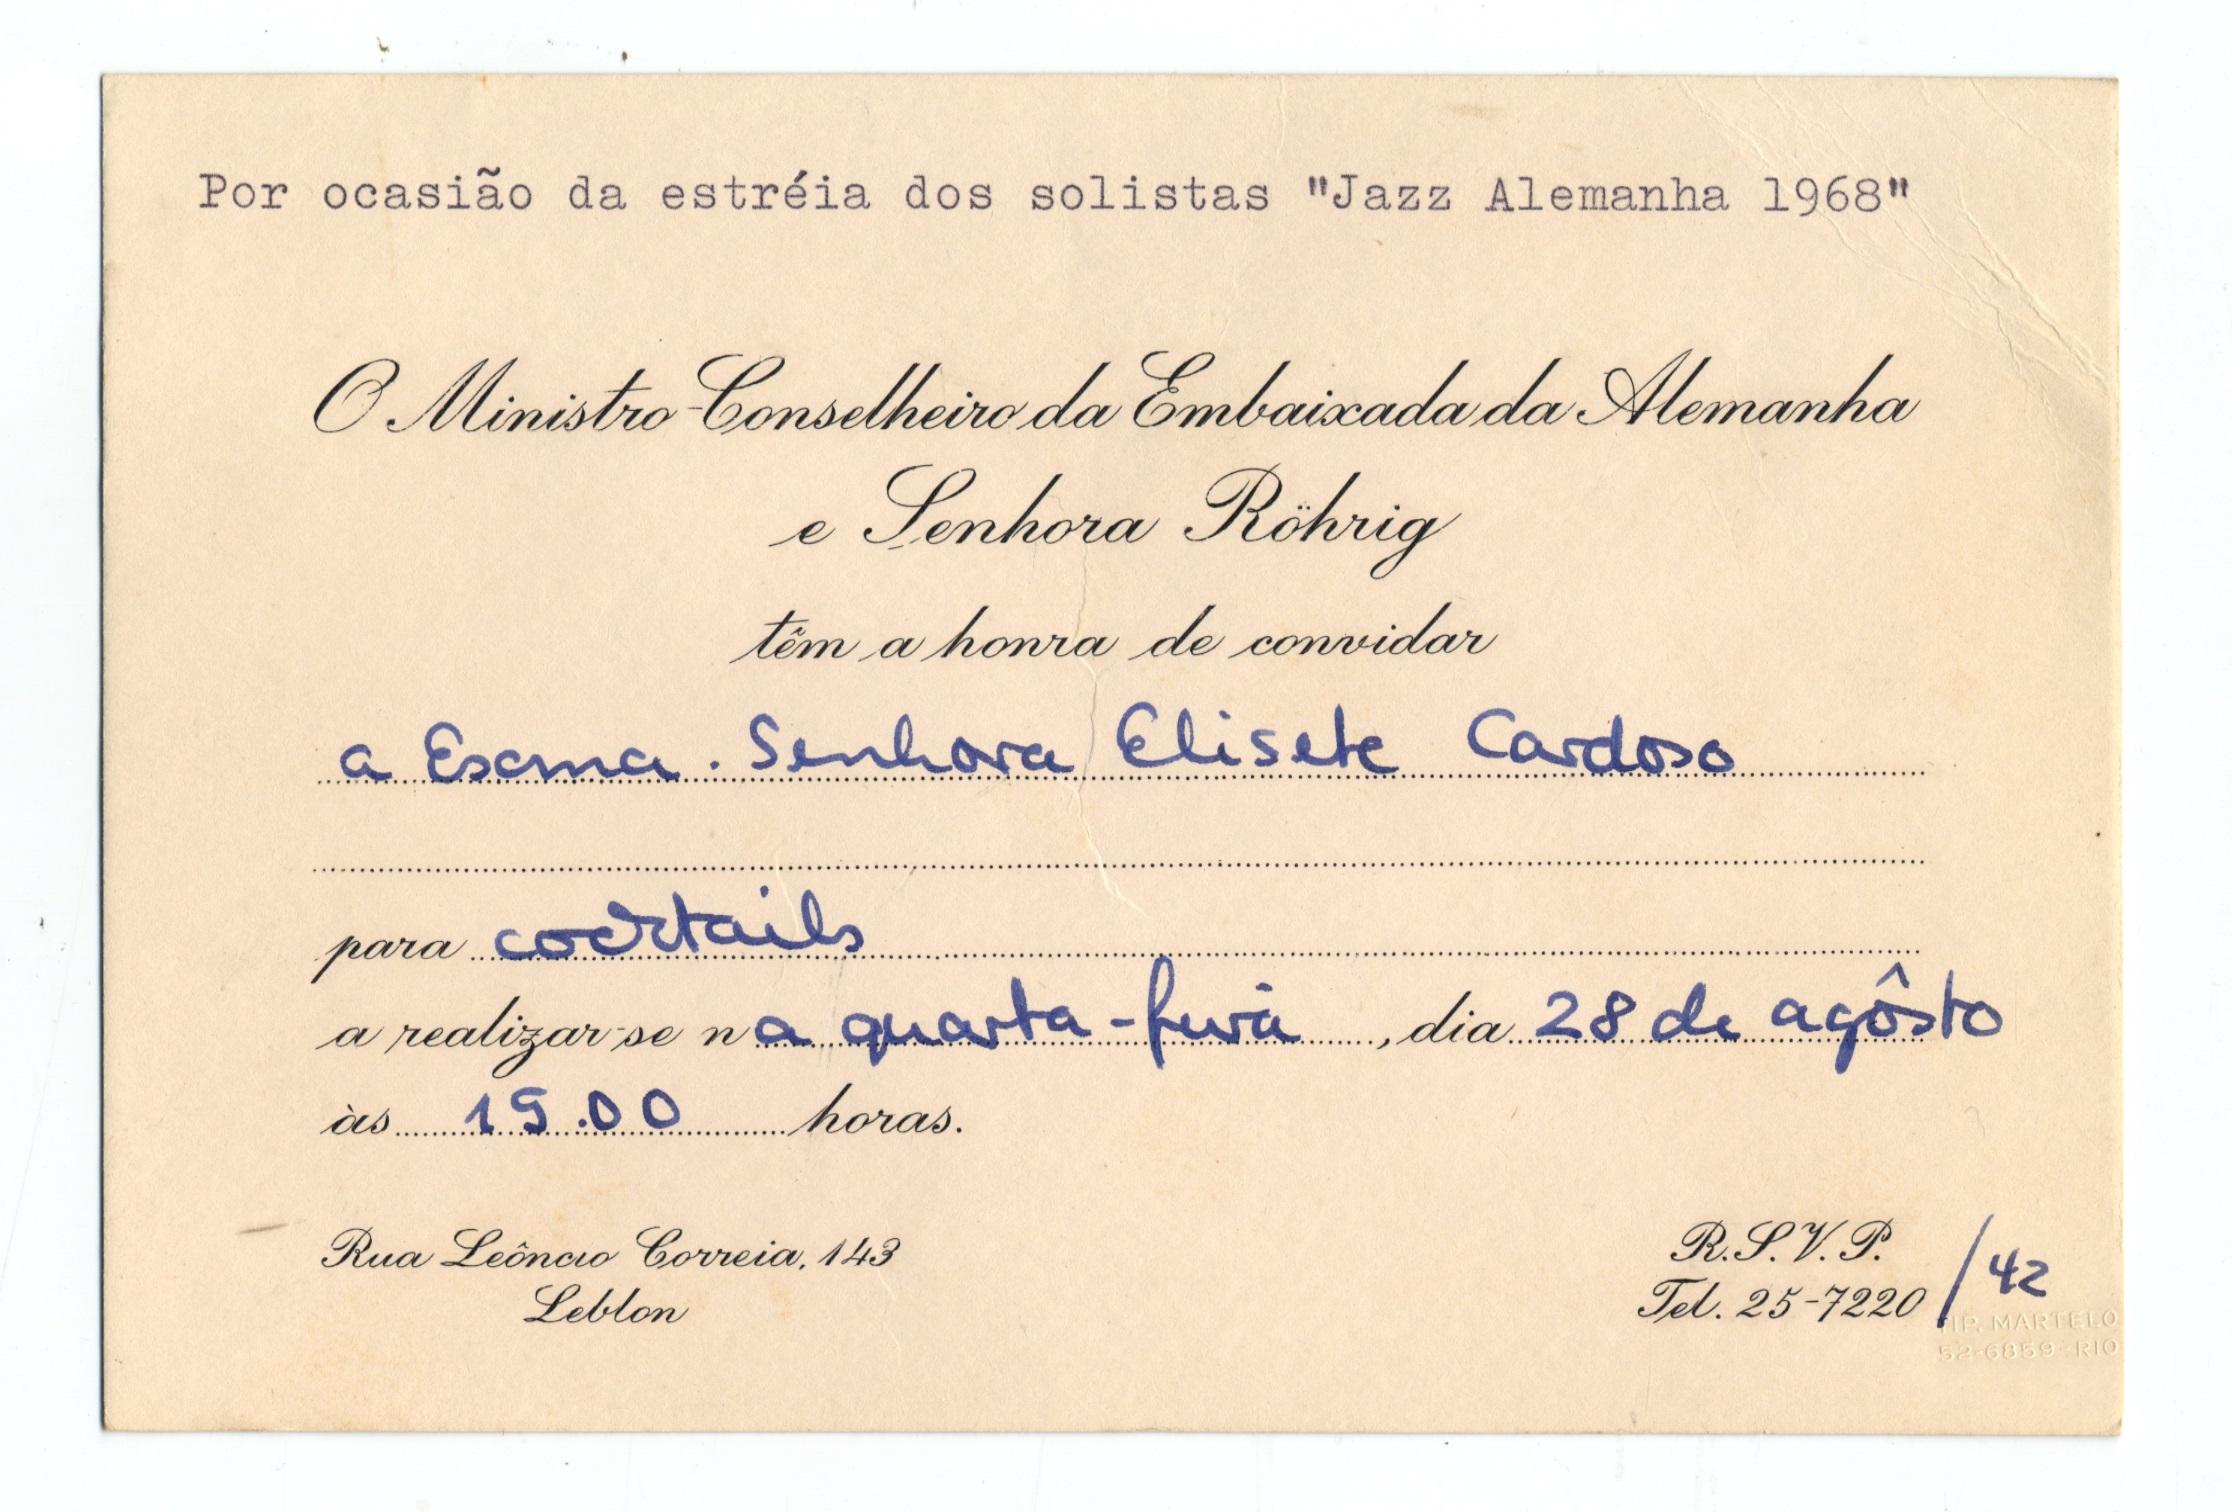 Por ocasião da estréia dos solistas "Jazz Alemanha 1968"
O Ministro-Conselheiro da Embaixada da Alemanha
e Senhora Röhrig
têm a honra de convidar
a Exma. Senhora Elisete Cardoso
para cocktails
a realizar-se na quarta-feira, dia 28 de agôsto
às 19.00 horas.
Rua Leôncio Correia, 143
Leblon
R.S.V.P.
Tel. 25-7220 / 42
TIP. MARTELO
52-6859-RIO